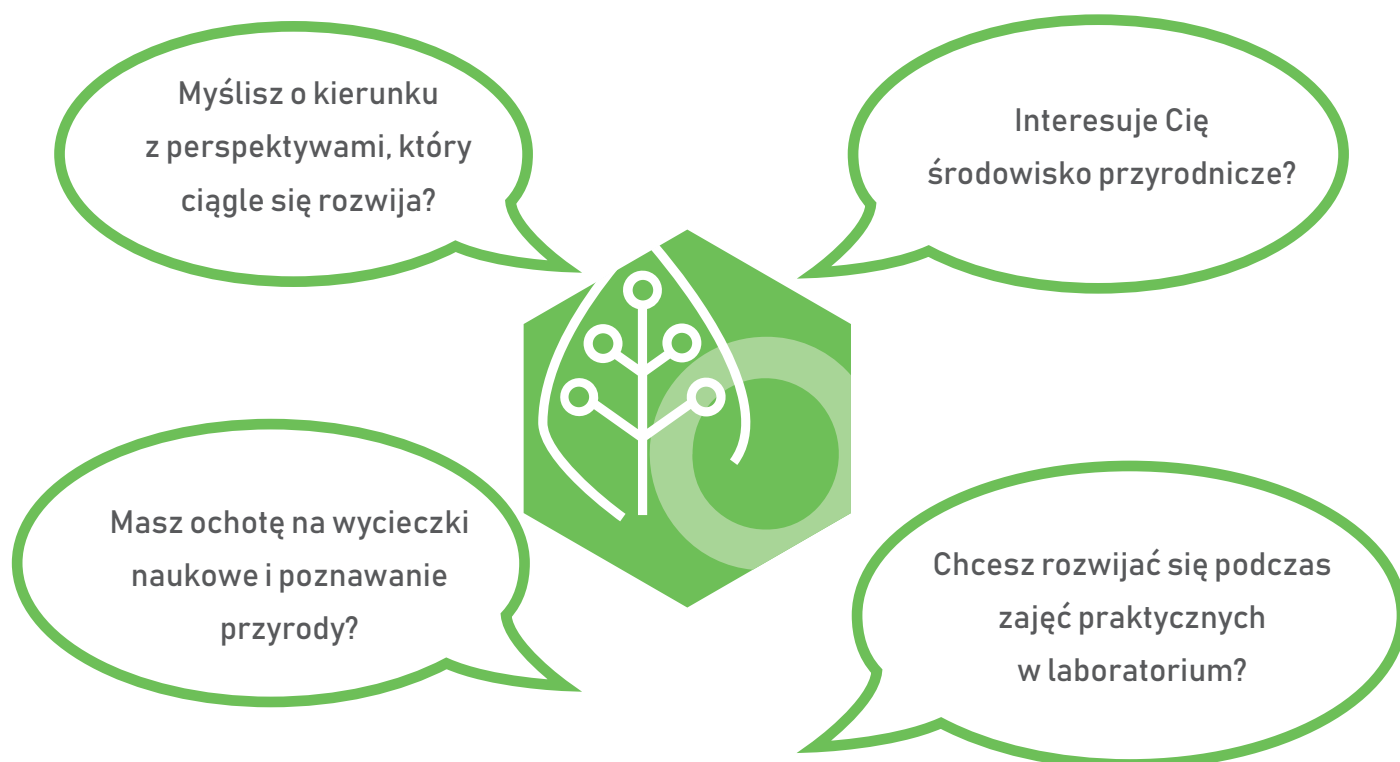 Myślisz o kierunku
z perspektywami, który
ciągle się rozwija?
Interesuje Cię
środowisko przyrodnicze?
Masz ochotę na wycieczki
naukowe i poznawanie
przyrody?
Chcesz rozwijać się podczas
zajęć praktycznych
w laboratorium?